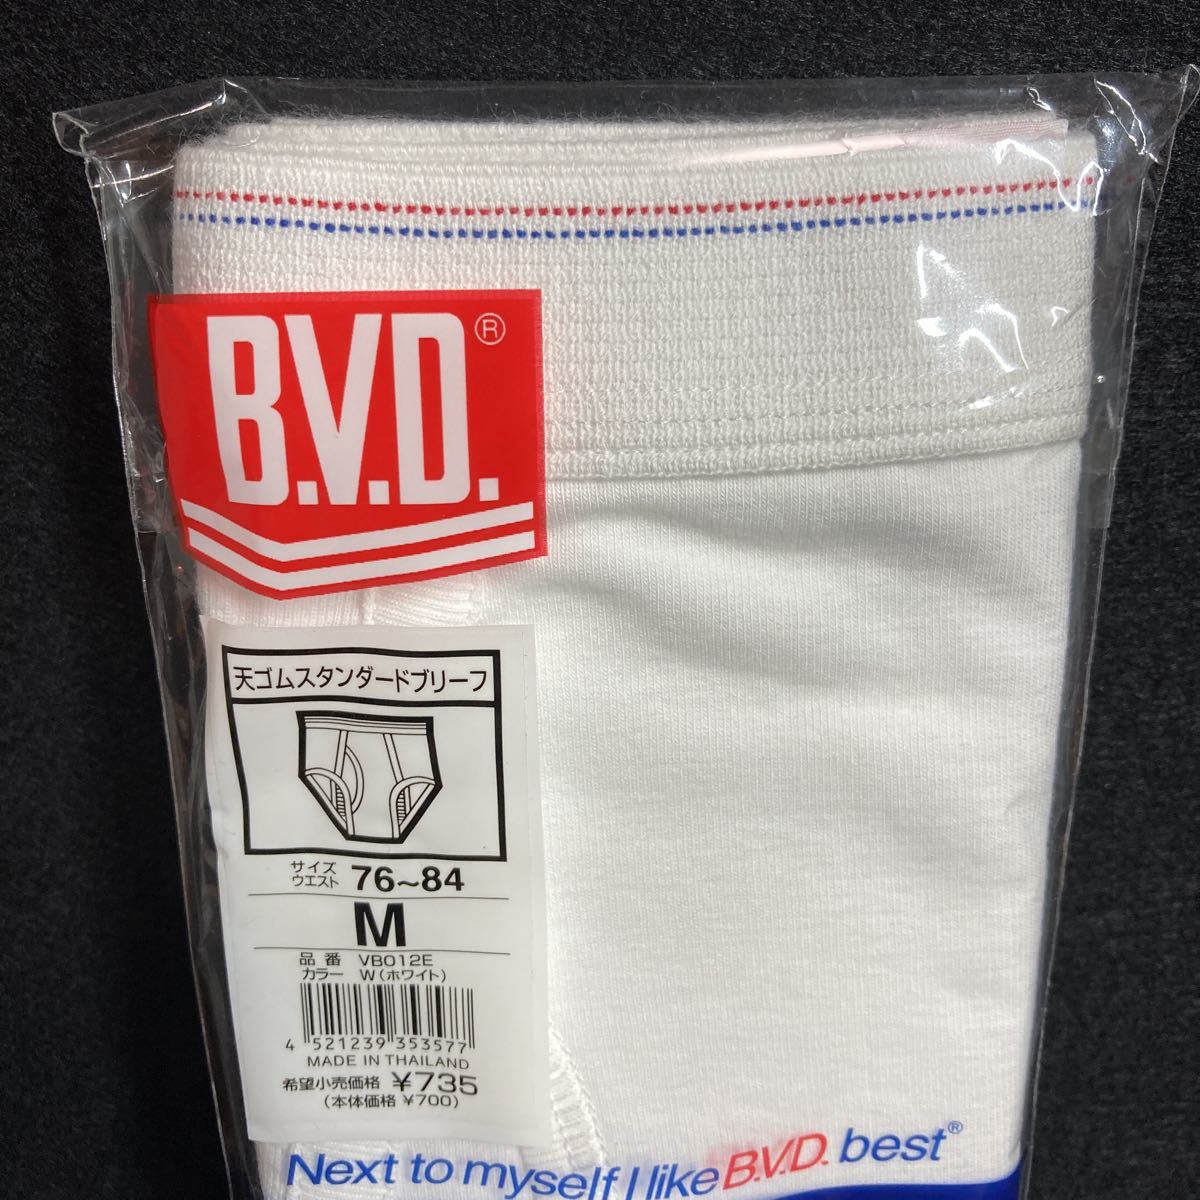 B.V.D.®
天ゴムスタンダードブリーフ
サイズ
ウエスト 76~84
M
品番 VB012E
カラー W(ホワイト)
4 521239 353577
MADE IN THAILAND
希望小売価格 ¥735
(本体価格 ¥700)
Next to myself I like B.V.D. best®